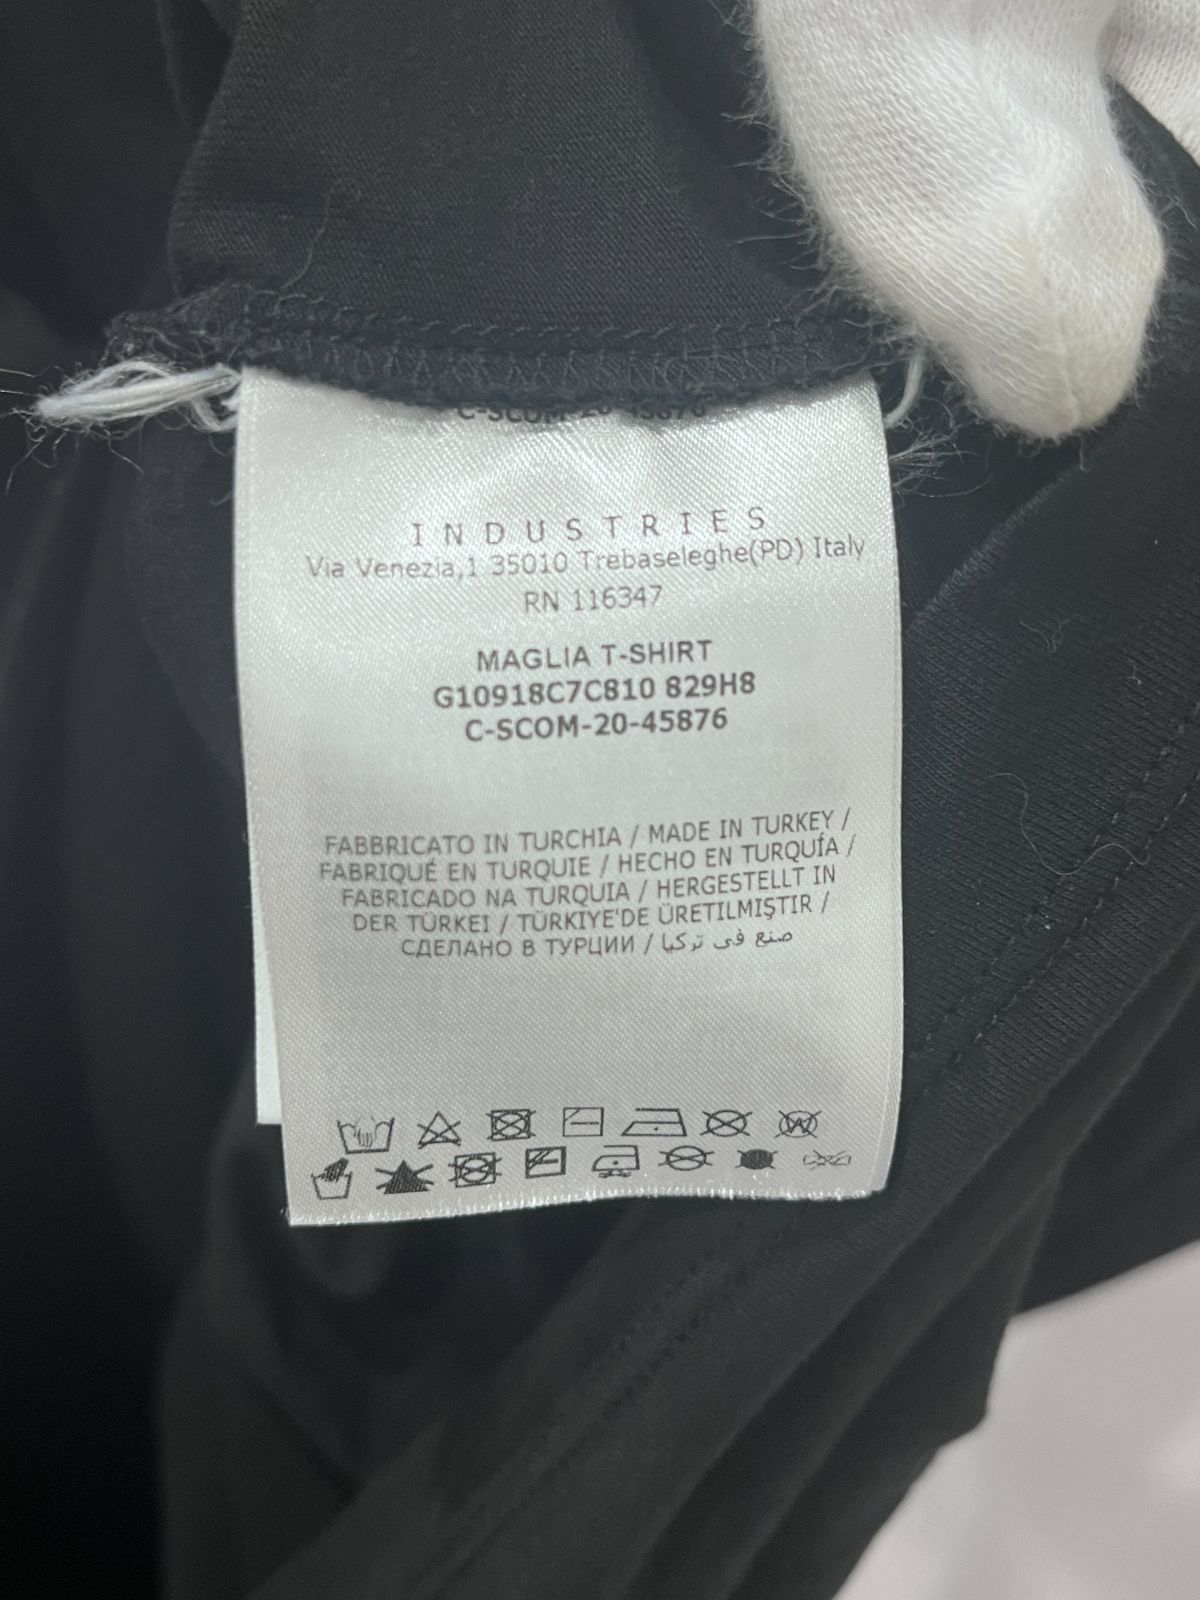 C-SCOM-20-45876
I N D U S T R I E S
Via Venezia,1 35010 Trebaseleghe(PD) Italy
RN 116347
MAGLIA T-SHIRT
G10918C7C810 829H8
C-SCOM-20-45876
FABBRICATO IN TURCHIA / MADE IN TURKEY /
FABRIQUÉ EN TURQUIE / HECHO EN TURQUÍA /
FABRICADO NA TURQUIA / HERGESTELLT IN
DER TÜRKEI / TÜRKIYE'DE ÜRETILMIŞTIR /
СДЕЛАНО В ТУРЦИИ / صنع في تركيا